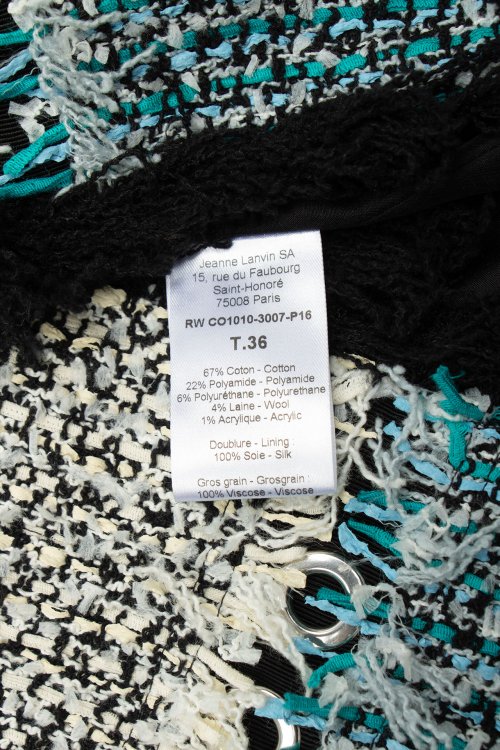 Jeanne Lanvin SA
15, rue du Faubourg
Saint-Honoré
75008 Paris
RW CO1010-3007-P16
T.36
67% Coton - Cotton
22% Polyamide - Polyamide
6% Polyuréthane - Polyurethane
4% Laine - Wool
1% Acrylique - Acrylic
Doublure - Lining :
100% Soie - Silk
Gros grain - Grosgrain :
100% Viscose - Viscose